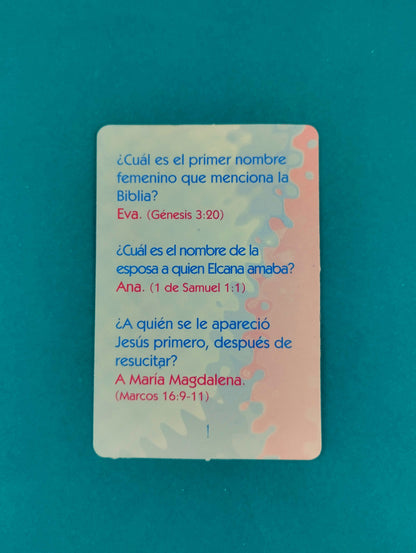 ¿Cuál es el primer nombre
femenino que menciona la
Biblia?
Eva. (Génesis 3:20)
¿Cuál es el nombre de la
esposa a quien Elcana amaba?
Ana. (1 de Samuel 1:1)
¿A quién se le apareció
Jesús primero, después de
resucitar?
A María Magdalena.
(Marcos 16:9-11)
1